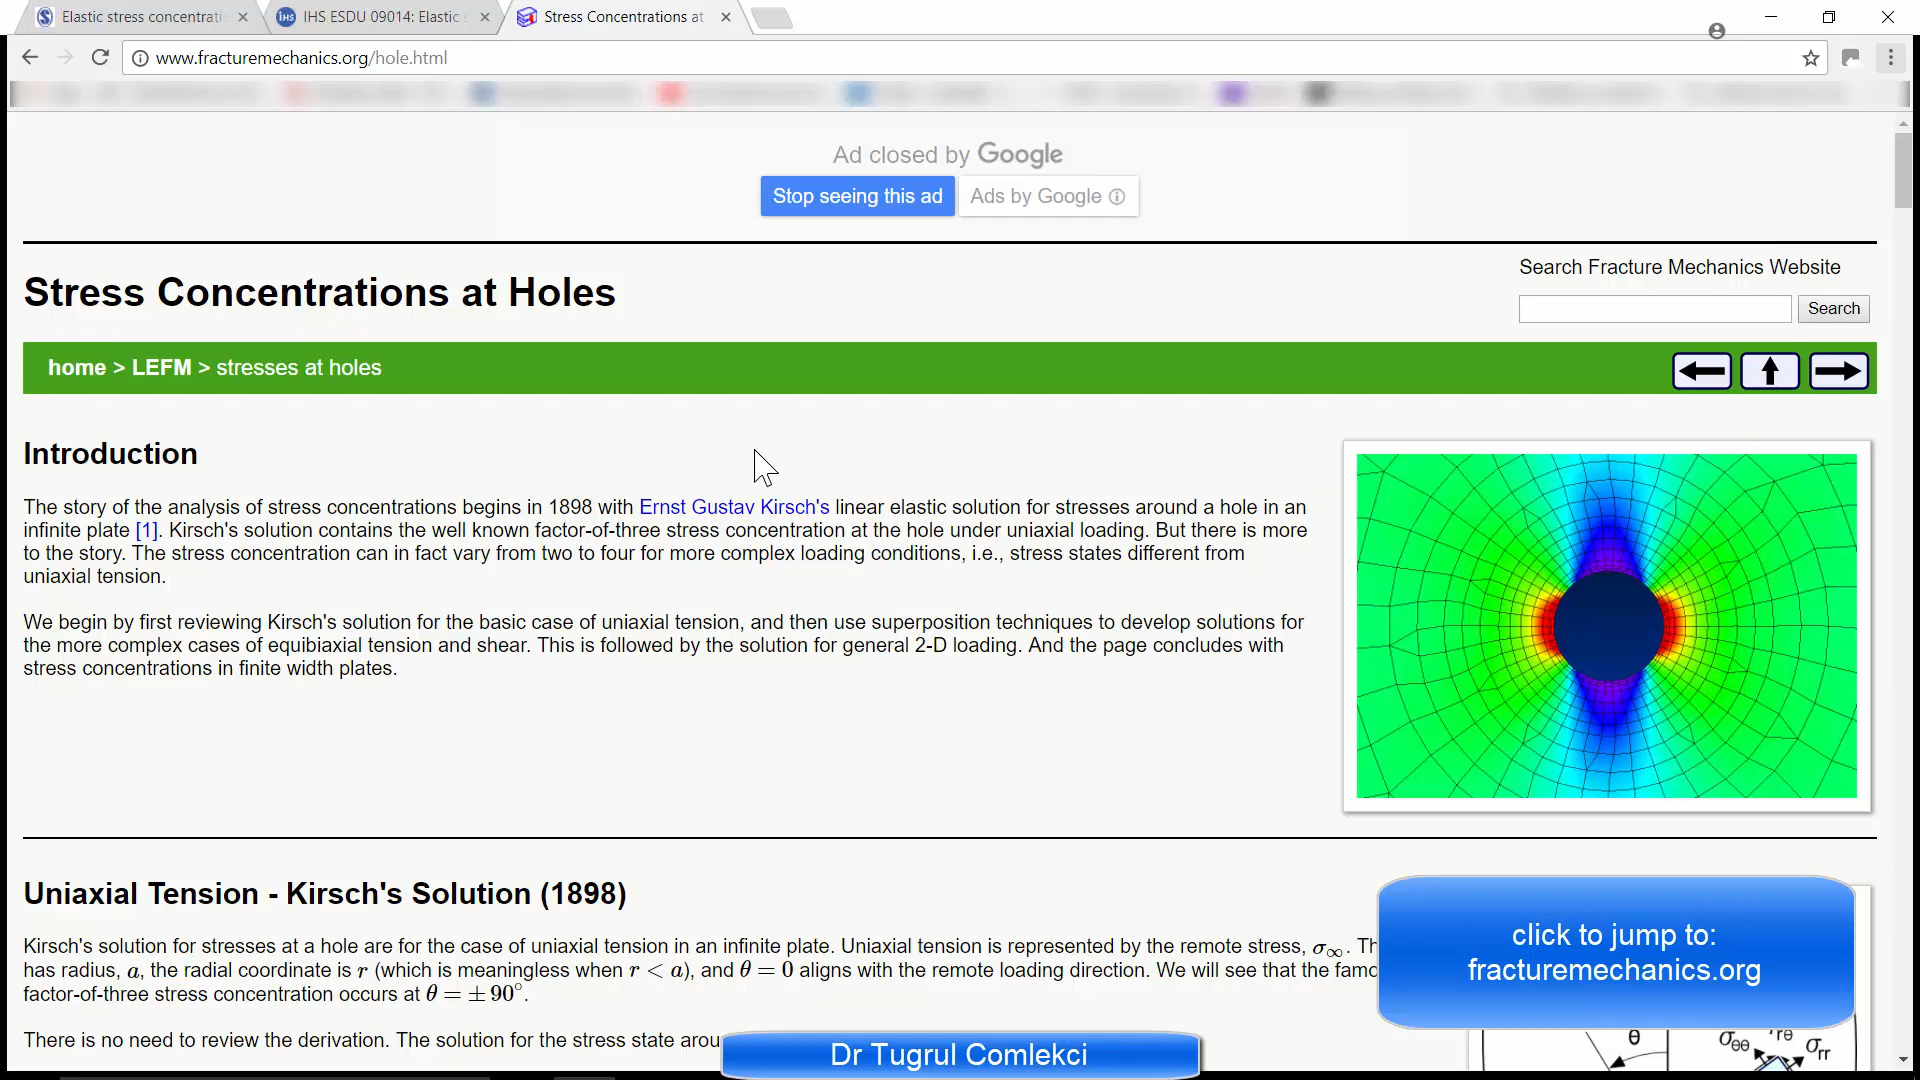 Elastic stress concentratio
IHS ESDU 09014: Elastic s
Stress Concentrations at
www.fracturemechanics.org/hole.html
Ad closed by Google
Stop seeing this ad
Ads by Google
Stress Concentrations at Holes
Search Fracture Mechanics Website
Search
home > LEFM > stresses at holes
Introduction
The story of the analysis of stress concentrations begins in 1898 with Ernst Gustav Kirsch's linear elastic solution for stresses around a hole in an
infinite plate [1]. Kirsch's solution contains the well known factor-of-three stress concentration at the hole under uniaxial loading. But there is more
to the story. The stress concentration can in fact vary from two to four for more complex loading conditions, i.e., stress states different from
uniaxial tension.
We begin by first reviewing Kirsch's solution for the basic case of uniaxial tension, and then use superposition techniques to develop solutions for
the more complex cases of equibiaxial tension and shear. This is followed by the solution for general 2-D loading. And the page concludes with
stress concentrations in finite width plates.
Uniaxial Tension - Kirsch's Solution (1898)
Kirsch's solution for stresses at a hole are for the case of uniaxial tension in an infinite plate. Uniaxial tension is represented by the remote stress, σ∞. Th
has radius, a, the radial coordinate is r (which is meaningless when r < a), and θ = 0 aligns with the remote loading direction. We will see that the famo
factor-of-three stress concentration occurs at θ = ± 90°.
There is no need to review the derivation. The solution for the stress state arou
click to jump to:
fracturemechanics.org
Dr Tugrul Comlekci
θ
σθθ
τrθ
σrr